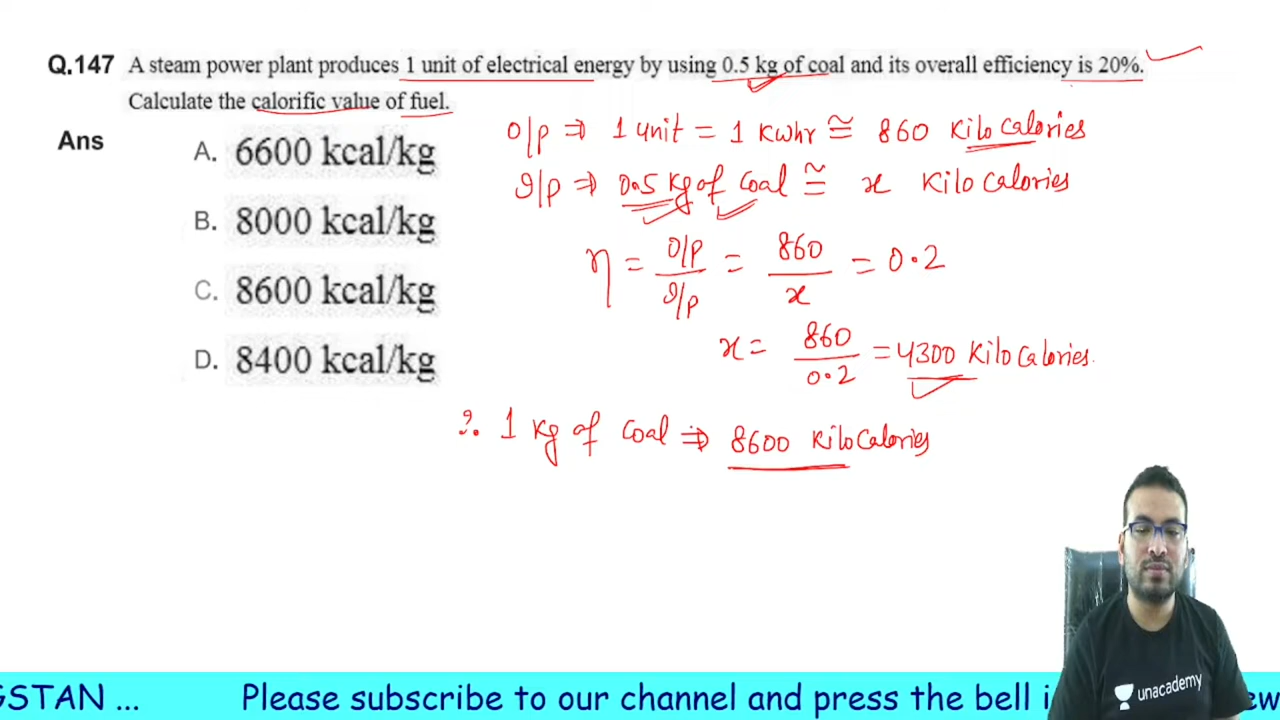 Q.147 A steam power plant produces 1 unit of electrical energy by using 0.5 kg of coal and its overall efficiency is 20%.
Calculate the calorific value of fuel.
Ans
A. 6600 kcal/kg
B. 8000 kcal/kg
C. 8600 kcal/kg
D. 8400 kcal/kg
O/P ⇒ 1 unit = 1 kwhr ≅ 860 kilo Calories
I/P ⇒ 0.5 kg of coal ≅ x kilo Calories
η = O/P / I/P = 860 / x = 0.2
x = 860 / 0.2 = 4300 kilo Calories.
∴ 1 kg of coal ⇒ 8600 kilo Calories
unacademy
GSTAN ... Please subscribe to our channel and press the bell i ew